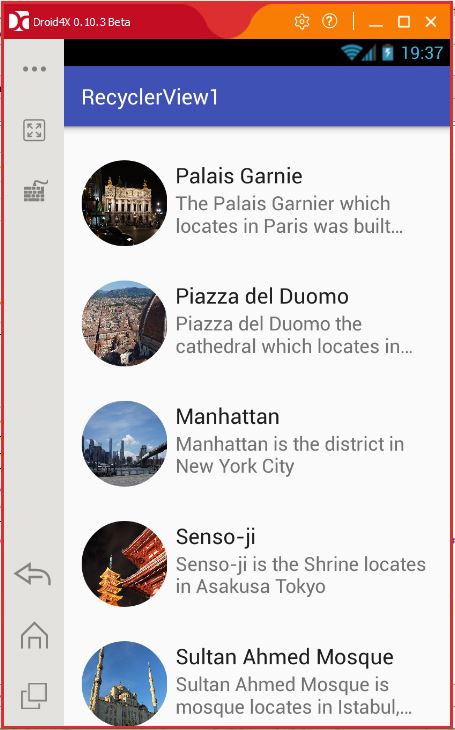 Droid4X 0.10.3 Beta
19:37
RecyclerView1
Palais Garnie
The Palais Garnier which
locates in Paris was built…
Piazza del Duomo
Piazza del Duomo the
cathedral which locates in…
Manhattan
Manhattan is the district in
New York City
Senso-ji
Senso-ji is the Shrine locates
in Asakusa Tokyo
Sultan Ahmed Mosque
Sultan Ahmed Mosque is
mosque locates in Istabul,…